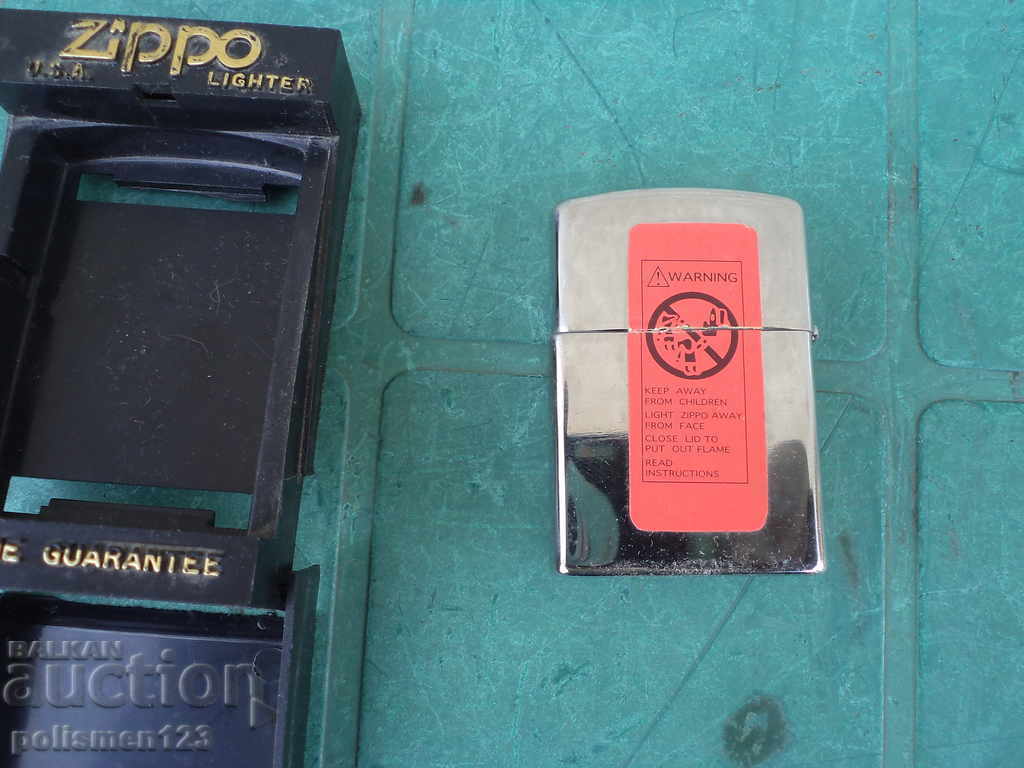 Zippo
U.S.A. LIGHTER
E GUARANTEE
WARNING
KEEP AWAY
FROM CHILDREN
LIGHT ZIPPO AWAY
FROM FACE
CLOSE LID TO
PUT OUT FLAME
READ
INSTRUCTIONS
BALKAN
auction
polismen123